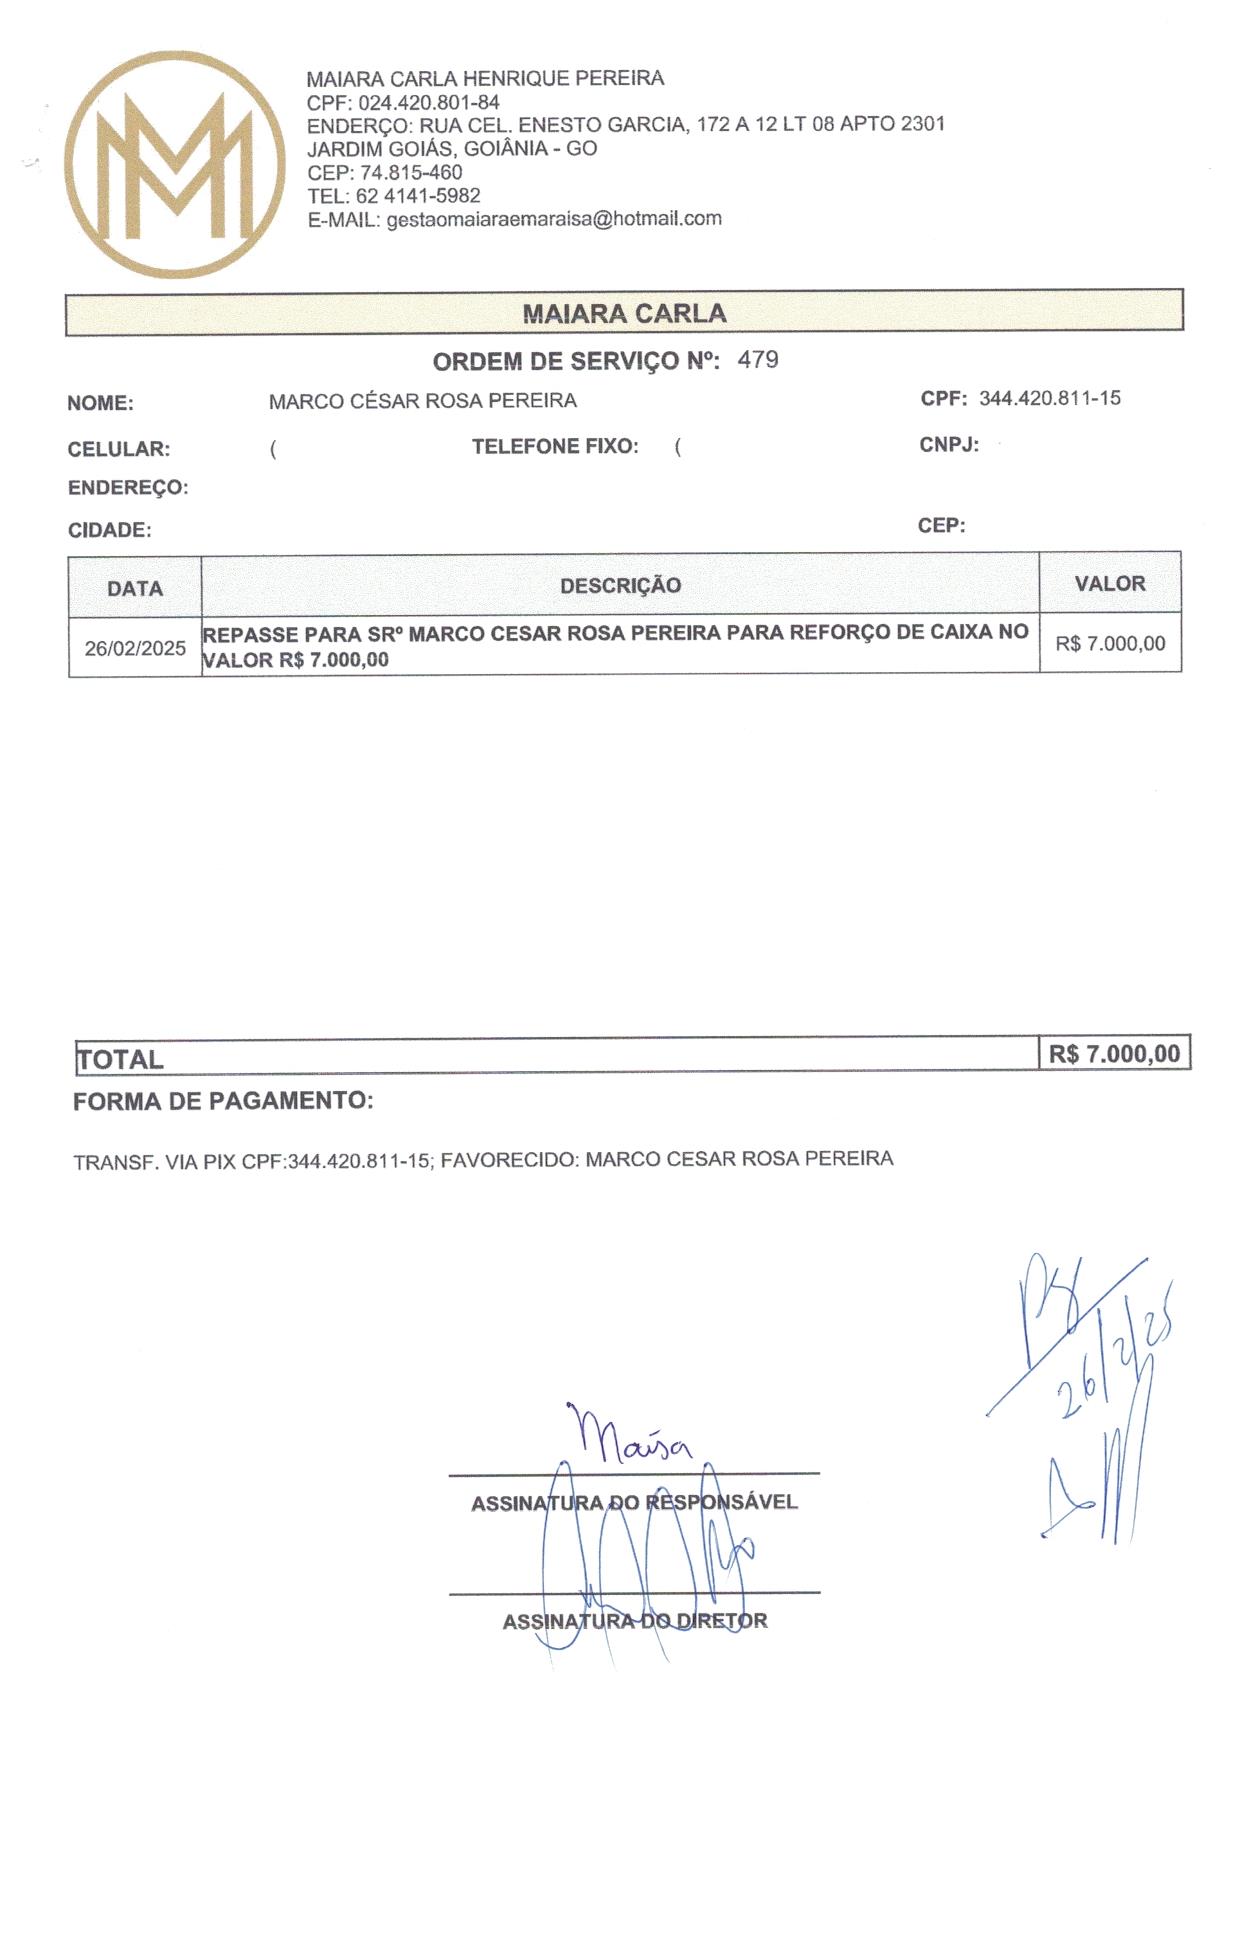 MAIARA CARLA HENRIQUE PEREIRA
CPF: 024.420.801-84
ENDERÇO: RUA CEL. ENESTO GARCIA, 172 A 12 LT 08 APTO 2301
JARDIM GOIÁS, GOIÂNIA - GO
CEP: 74.815-460
TEL: 62 4141-5982
E-MAIL: gestaomaiaraemaraisa@hotmail.com
MAIARA CARLA
ORDEM DE SERVIÇO Nº: 479
NOME: MARCO CÉSAR ROSA PEREIRA CPF: 344.420.811-15
CELULAR: ( TELEFONE FIXO: ( CNPJ:
ENDEREÇO:
CIDADE: CEP:
DATA DESCRIÇÃO VALOR
26/02/2025 REPASSE PARA SRº MARCO CESAR ROSA PEREIRA PARA REFORÇO DE CAIXA NO
VALOR R$ 7.000,00 R$ 7.000,00
TOTAL R$ 7.000,00
FORMA DE PAGAMENTO:
TRANSF. VIA PIX CPF:344.420.811-15; FAVORECIDO: MARCO CESAR ROSA PEREIRA
26/2/25
Maísa
ASSINATURA DO RESPONSÁVEL
ASSINATURA DO DIRETOR